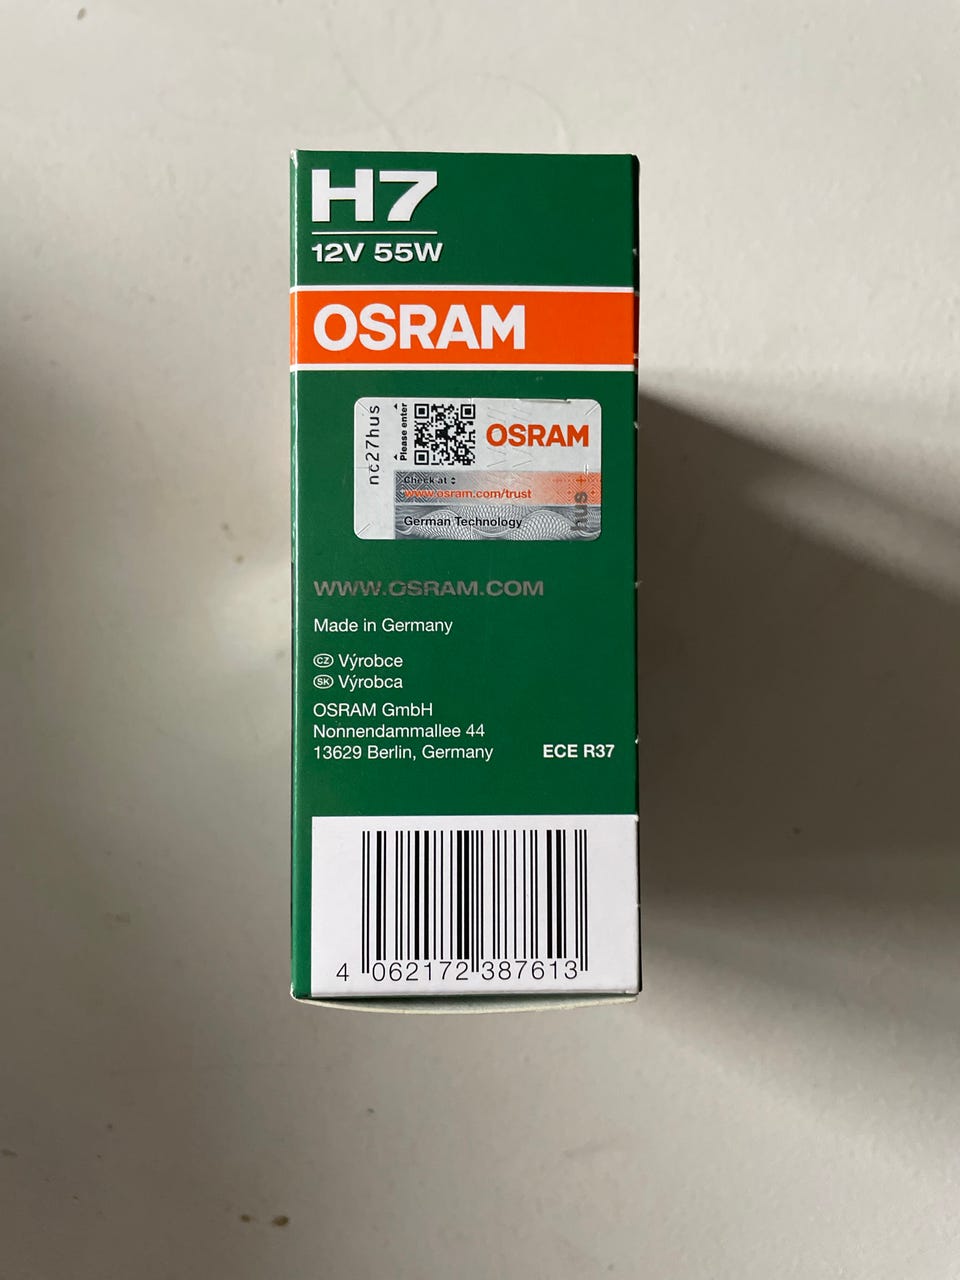 H7
12V 55W
OSRAM
nc27hus
Please enter
OSRAM
Check at
www.osram.com/trust
German Technology
hus
WWW.OSRAM.COM
Made in Germany
CZ Výrobce
SK Výrobca
OSRAM GmbH
Nonnendammallee 44
13629 Berlin, Germany
ECE R37
4 062172 387613